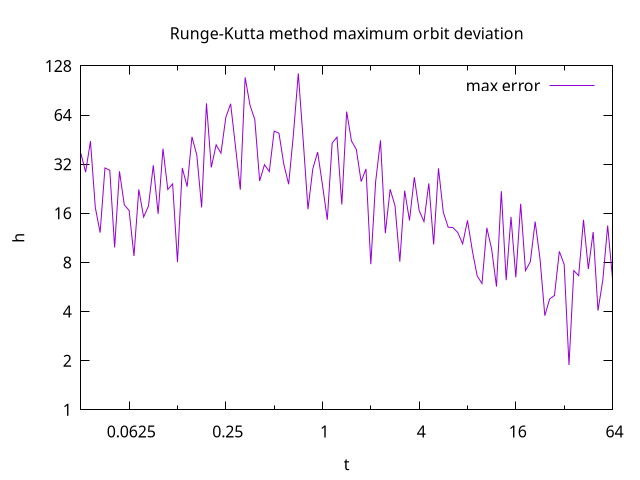 Runge-Kutta method maximum orbit deviation
max error
128
64
32
16
8
4
2
1
h
0.0625 0.25 1 4 16 64
t